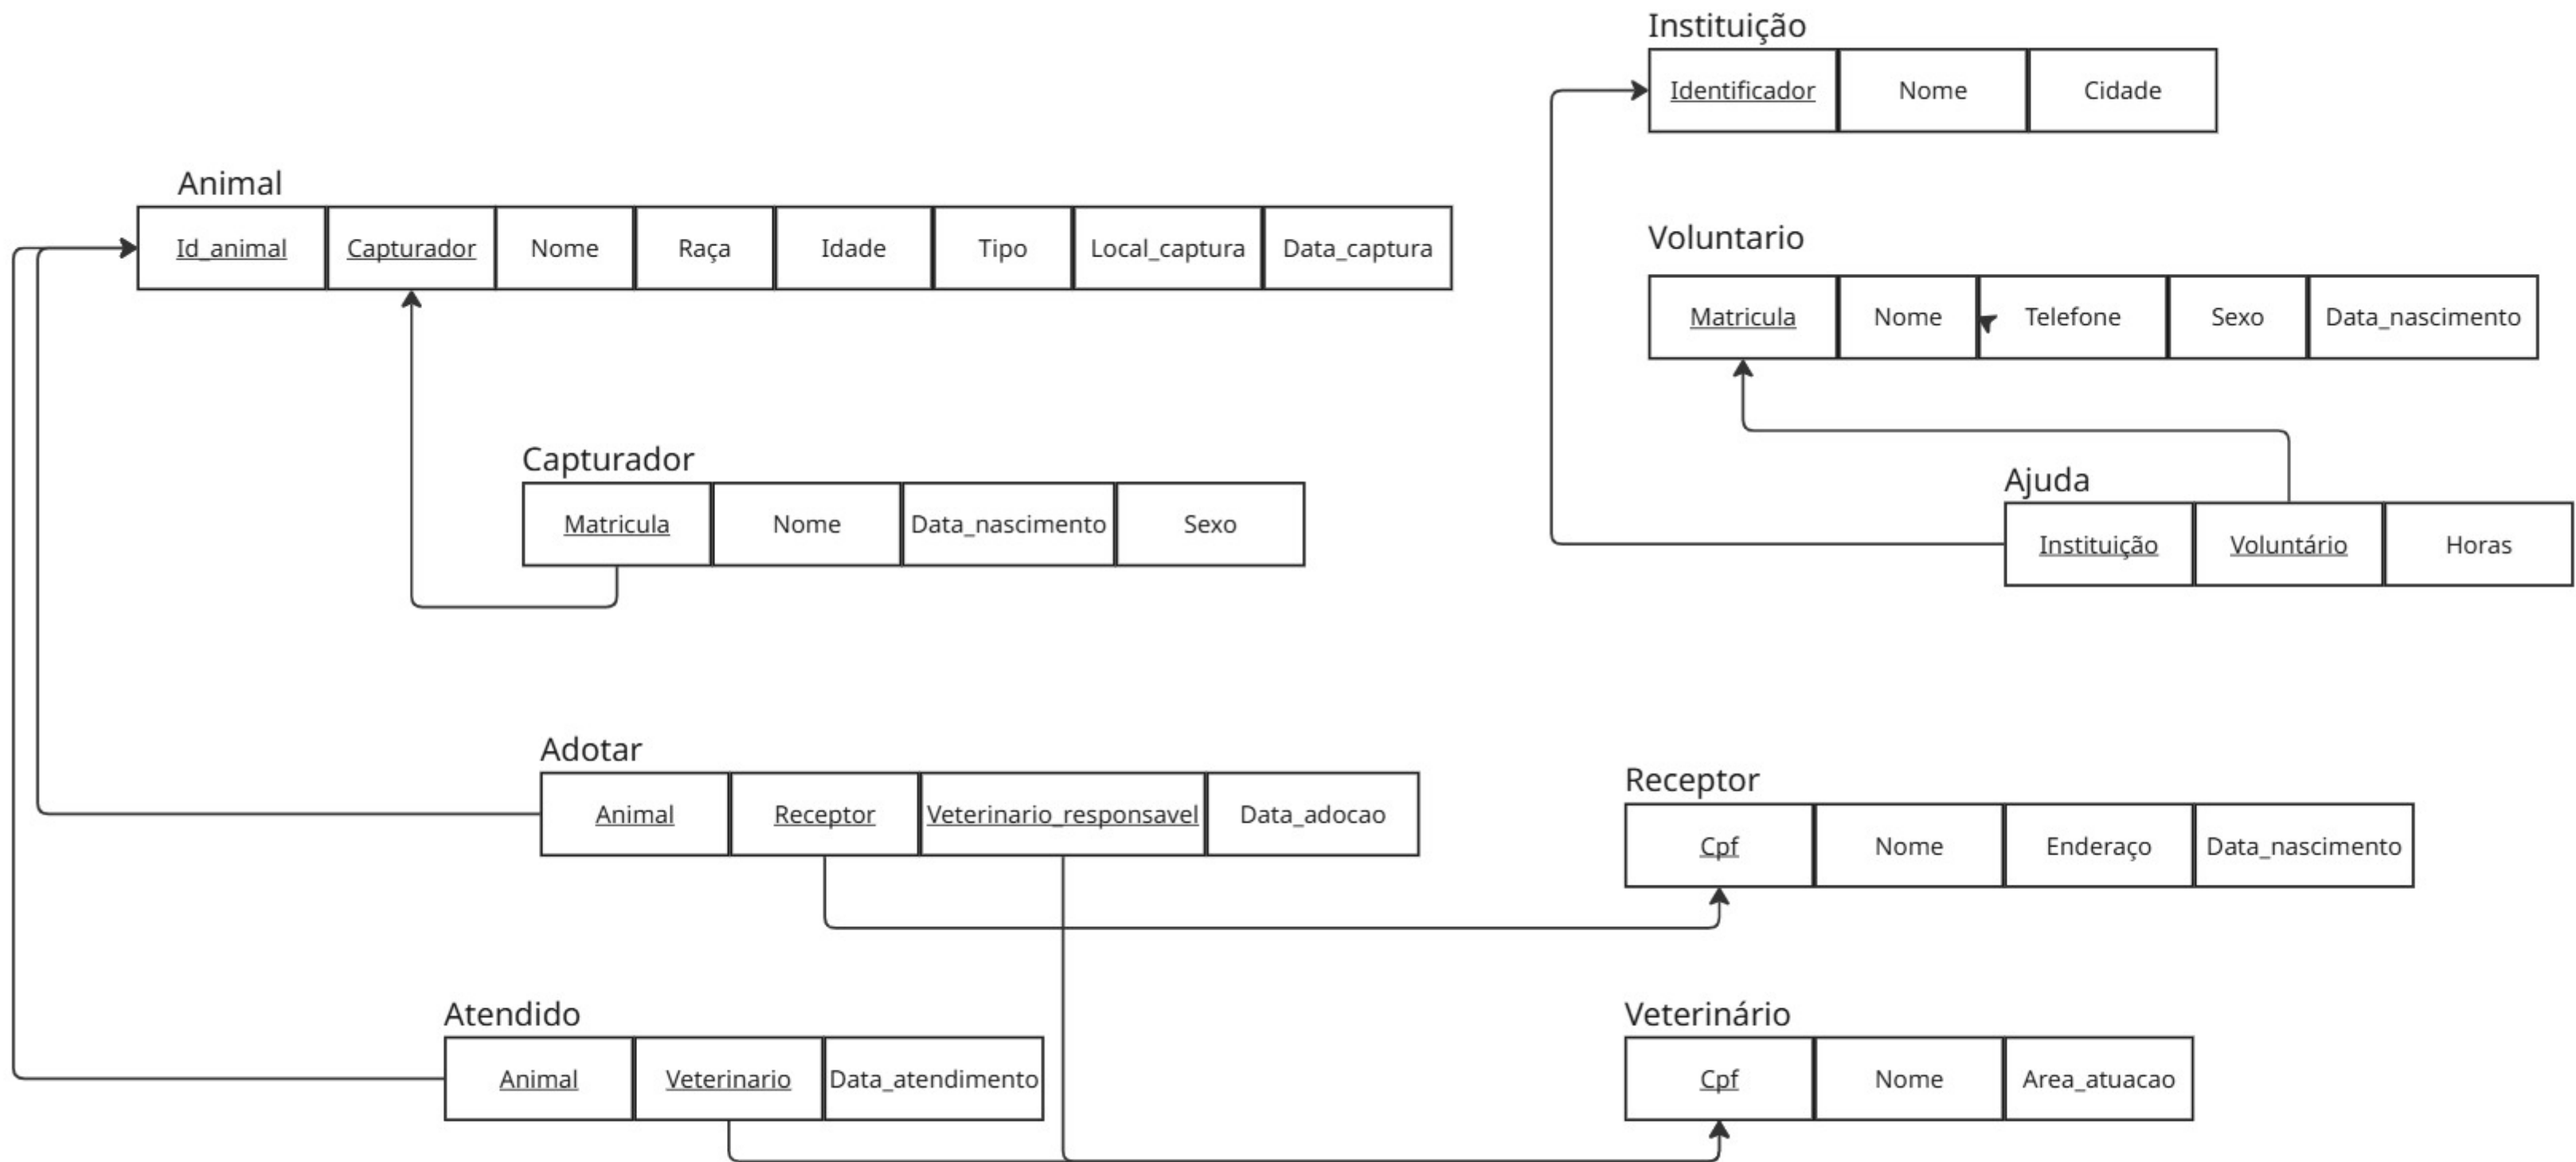 Instituição
Identificador Nome Cidade
Animal
Id_animal Capturador Nome Raça Idade Tipo Local_captura Data_captura
Voluntario
Matricula Nome Telefone Sexo Data_nascimento
Capturador
Matricula Nome Data_nascimento Sexo
Ajuda
Instituição Voluntário Horas
Adotar
Animal Receptor Veterinario_responsavel Data_adocao
Receptor
Cpf Nome Enderaço Data_nascimento
Atendido
Animal Veterinario Data_atendimento
Veterinário
Cpf Nome Area_atuacao